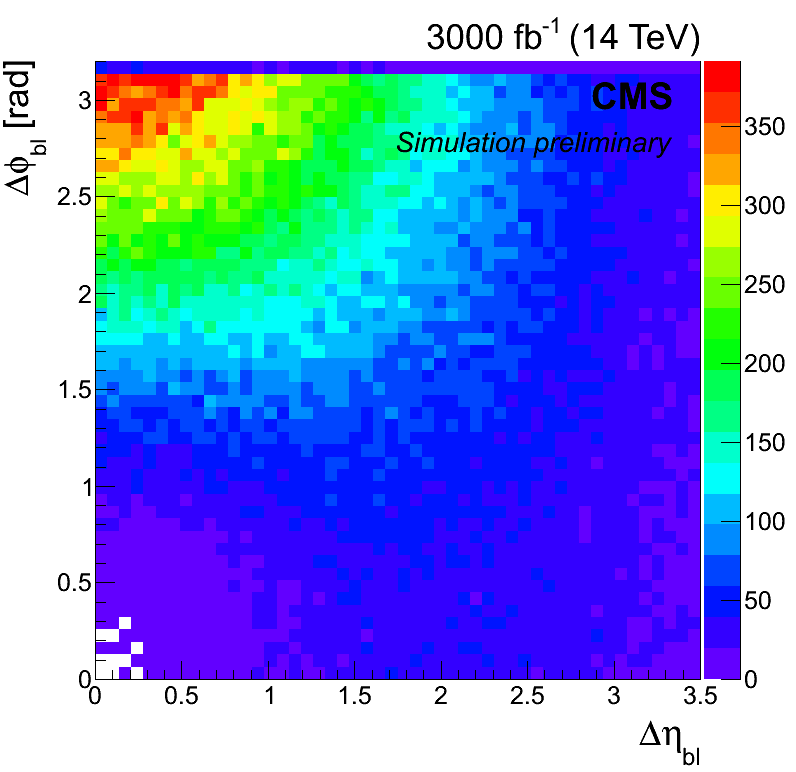 3000 fb⁻¹ (14 TeV)
CMS
Simulation preliminary
Δϕ_bl [rad]
3
2.5
2
1.5
1
0.5
0
0 0.5 1 1.5 2 2.5 3 3.5
Δη_bl
350
300
250
200
150
100
50
0